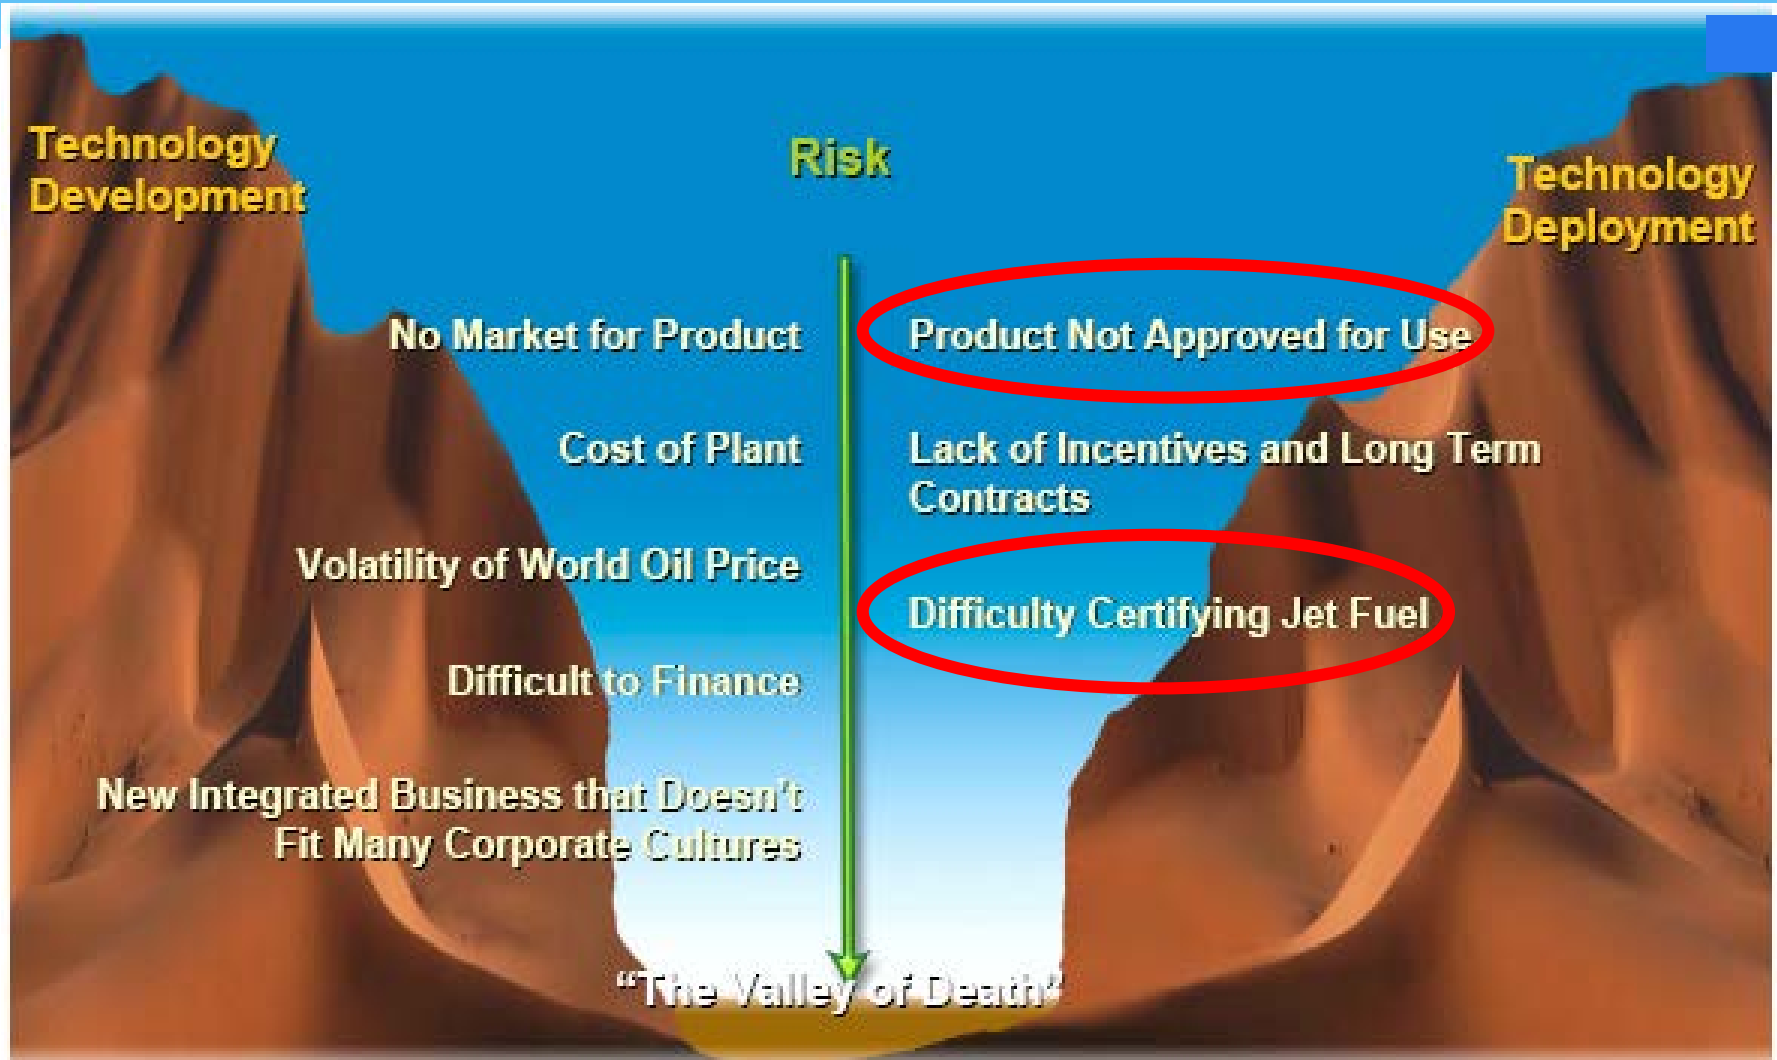 Technology
Development
Risk
Technology
Deployment
No Market for Product
Product Not Approved for Use
Cost of Plant
Lack of Incentives and Long Term
Contracts
Volatility of World Oil Price
Difficulty Certifying Jet Fuel
Difficult to Finance
New Integrated Business that Doesn't
Fit Many Corporate Cultures
“The Valley of Death”